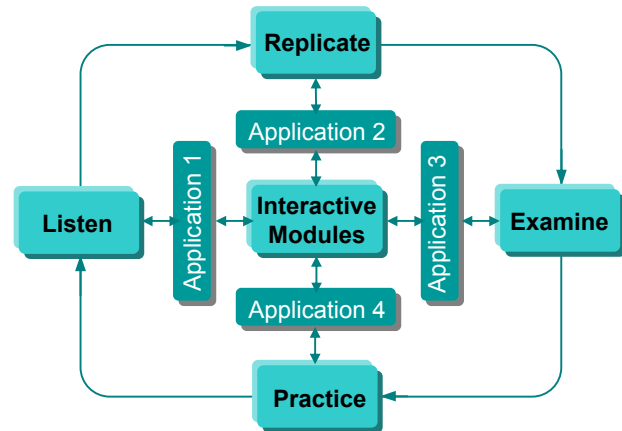 Replicate
Application 2
Listen
Application 1
Interactive
Modules
Application 3
Examine
Application 4
Practice